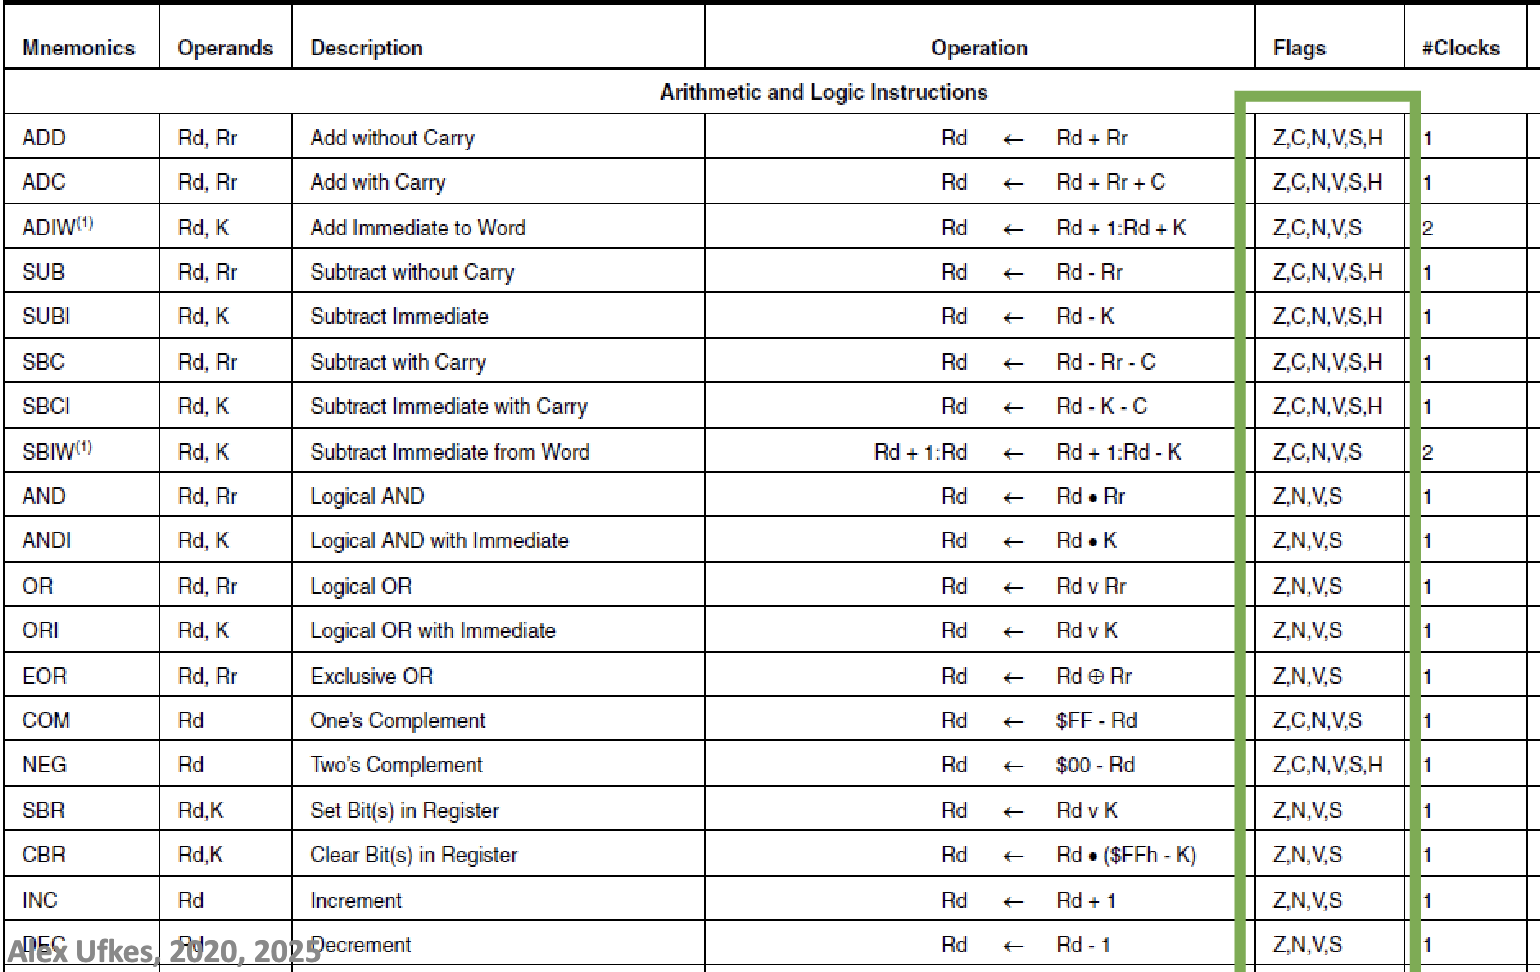 Mnemonics Operands Description Operation Flags #Clocks
Arithmetic and Logic Instructions
ADD Rd, Rr Add without Carry Rd ← Rd + Rr Z,C,N,V,S,H 1
ADC Rd, Rr Add with Carry Rd ← Rd + Rr + C Z,C,N,V,S,H 1
ADIW(1) Rd, K Add Immediate to Word Rd ← Rd + 1:Rd + K Z,C,N,V,S 2
SUB Rd, Rr Subtract without Carry Rd ← Rd - Rr Z,C,N,V,S,H 1
SUBI Rd, K Subtract Immediate Rd ← Rd - K Z,C,N,V,S,H 1
SBC Rd, Rr Subtract with Carry Rd ← Rd - Rr - C Z,C,N,V,S,H 1
SBCI Rd, K Subtract Immediate with Carry Rd ← Rd - K - C Z,C,N,V,S,H 1
SBIW(1) Rd, K Subtract Immediate from Word Rd + 1:Rd ← Rd + 1:Rd - K Z,C,N,V,S 2
AND Rd, Rr Logical AND Rd ← Rd • Rr Z,N,V,S 1
ANDI Rd, K Logical AND with Immediate Rd ← Rd • K Z,N,V,S 1
OR Rd, Rr Logical OR Rd ← Rd v Rr Z,N,V,S 1
ORI Rd, K Logical OR with Immediate Rd ← Rd v K Z,N,V,S 1
EOR Rd, Rr Exclusive OR Rd ← Rd ⊕ Rr Z,N,V,S 1
COM Rd One's Complement Rd ← $FF - Rd Z,C,N,V,S 1
NEG Rd Two's Complement Rd ← $00 - Rd Z,C,N,V,S,H 1
SBR Rd,K Set Bit(s) in Register Rd ← Rd v K Z,N,V,S 1
CBR Rd,K Clear Bit(s) in Register Rd ← Rd • ($FFh - K) Z,N,V,S 1
INC Rd Increment Rd ← Rd + 1 Z,N,V,S 1
DEC Rd Decrement Rd ← Rd - 1 Z,N,V,S 1
Alex Ufkes, 2020, 2025